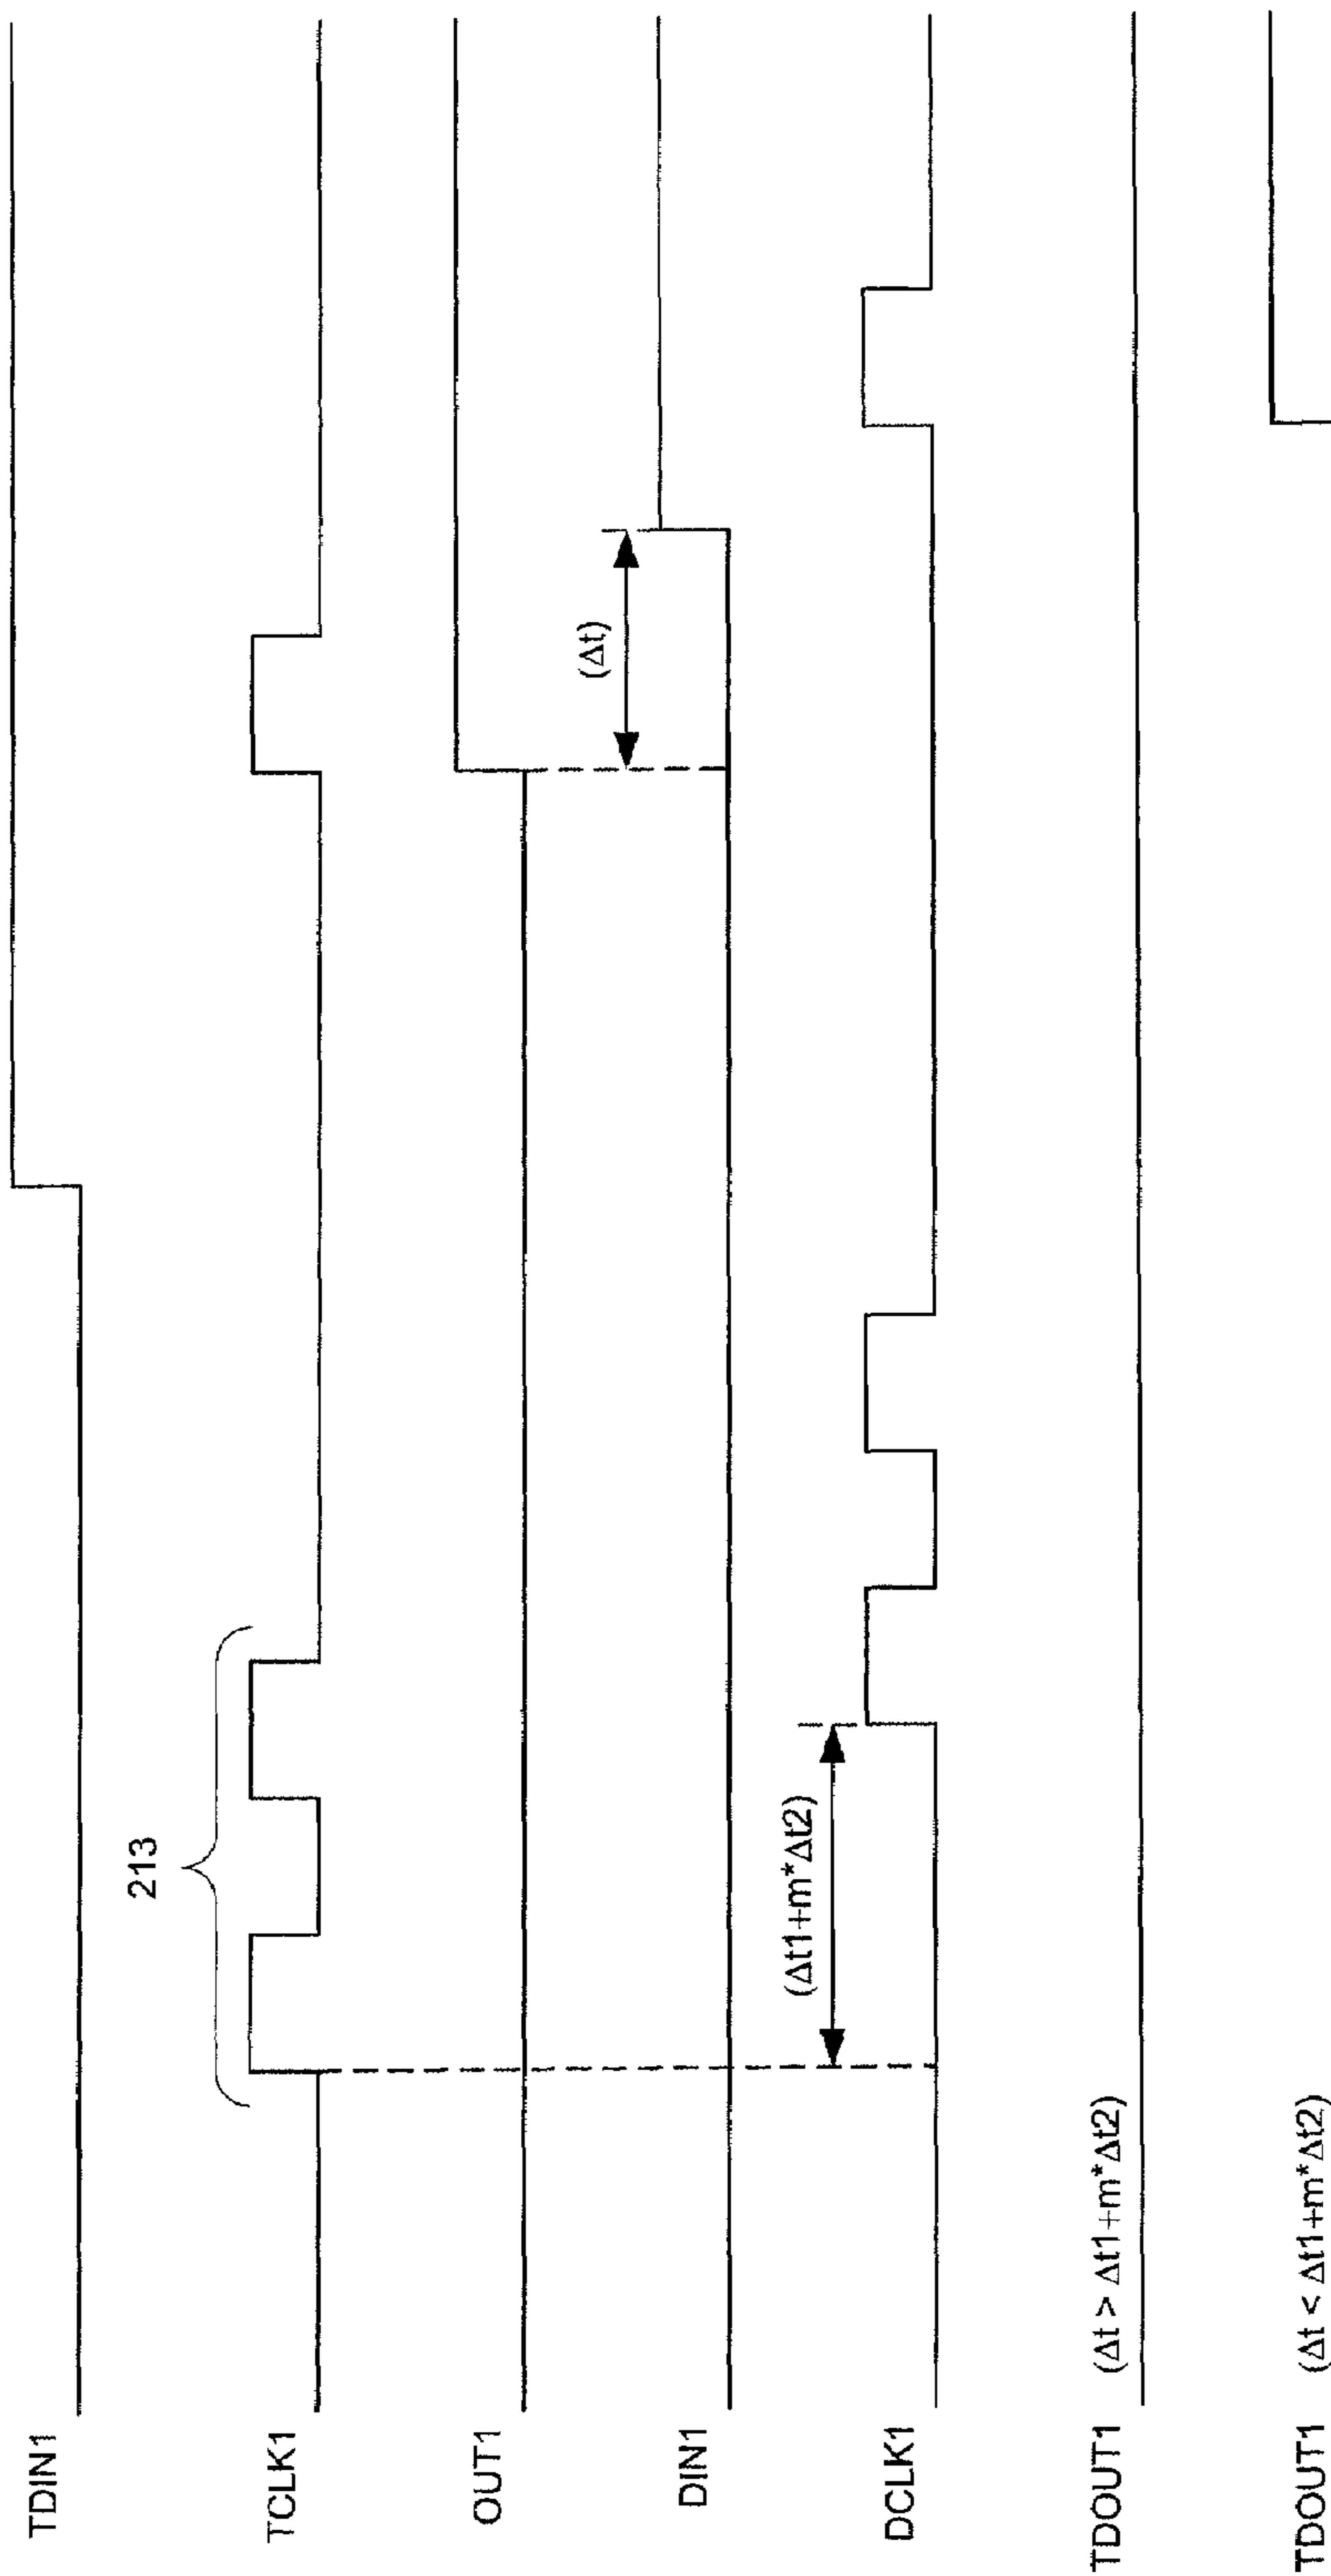 TDIN1
213
TCLK1
OUT1
(Δt)
DIN1
(Δt1+m*Δt2)
DCLK1
TDOUT1 (Δt > Δt1+m*Δt2)
TDOUT1 (Δt < Δt1+m*Δt2)